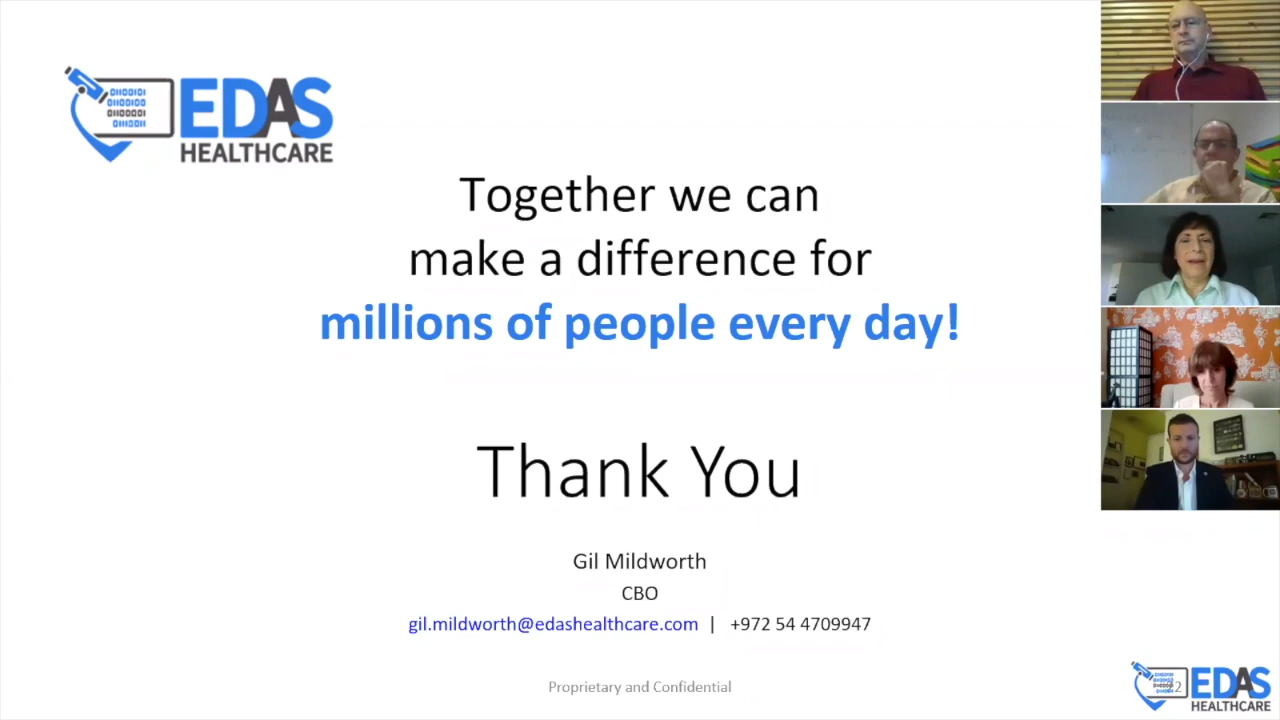 EDAS
HEALTHCARE
Together we can
make a difference for
millions of people every day!
Thank You
Gil Mildworth
CBO
gil.mildworth@edashealthcare.com | +972 54 4709947
Proprietary and Confidential
EDAS
HEALTHCARE